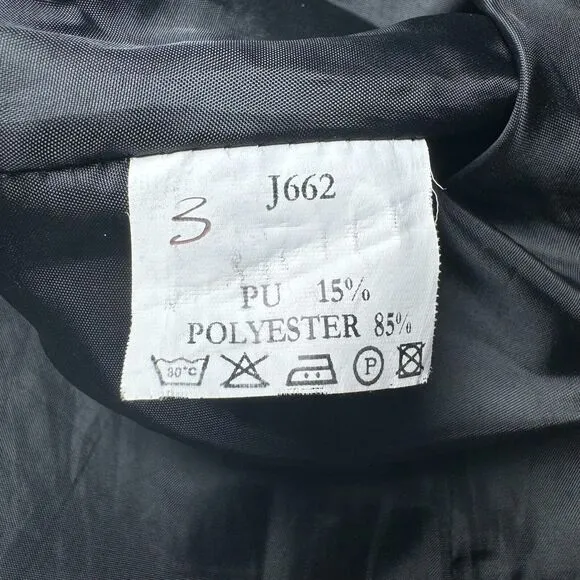 J662
3
PU 15%
POLYESTER 85%
30°C P